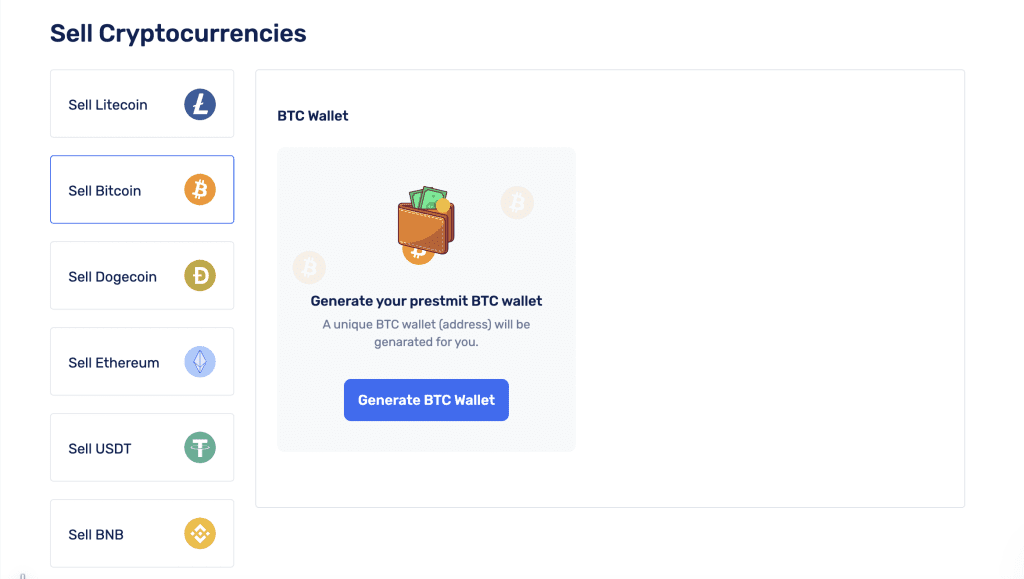 Sell Cryptocurrencies
Sell Litecoin
Sell Bitcoin
Sell Dogecoin
Sell Ethereum
Sell USDT
Sell BNB
BTC Wallet
Generate your prestmit BTC wallet
A unique BTC wallet (address) will be
genarated for you.
Generate BTC Wallet